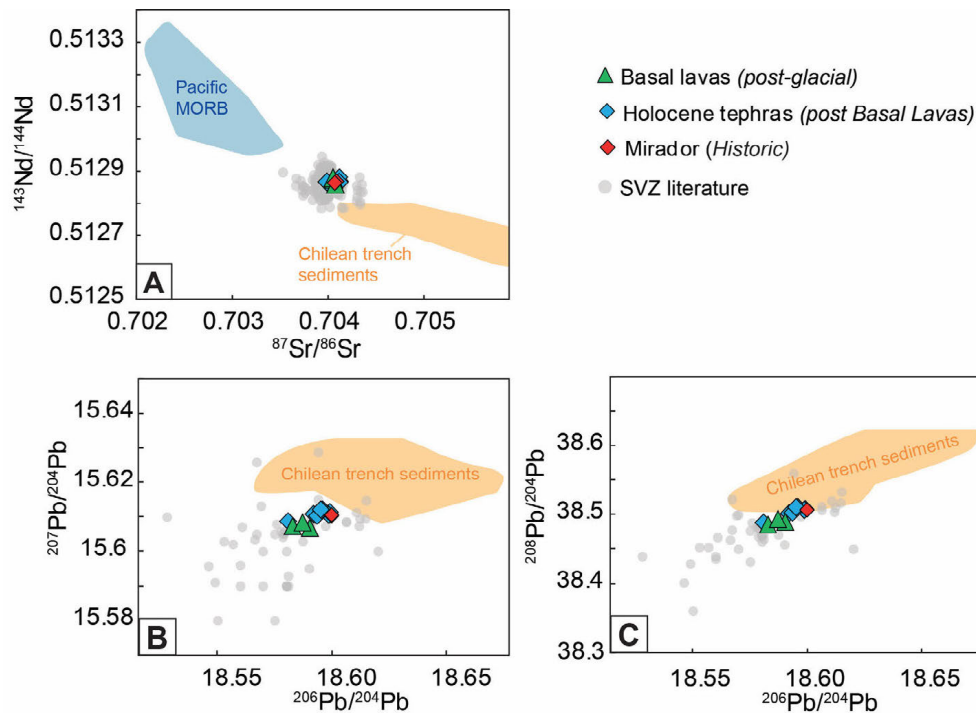 0.5133
0.5131
0.5129
0.5127
0.5125
¹⁴³Nd/¹⁴⁴Nd
Pacific
MORB
Chilean trench
sediments
A
0.702
0.703
0.704
0.705
⁸⁷Sr/⁸⁶Sr
Basal lavas (post-glacial)
Holocene tephras (post Basal Lavas)
Mirador (Historic)
SVZ literature
15.64
15.62
15.6
15.58
²⁰⁷Pb/²⁰⁴Pb
Chilean trench sediments
B
18.55
18.60
18.65
²⁰⁶Pb/²⁰⁴Pb
38.6
38.5
38.4
38.3
²⁰⁸Pb/²⁰⁴Pb
Chilean trench sediments
C
18.55
18.60
18.65
²⁰⁶Pb/²⁰⁴Pb